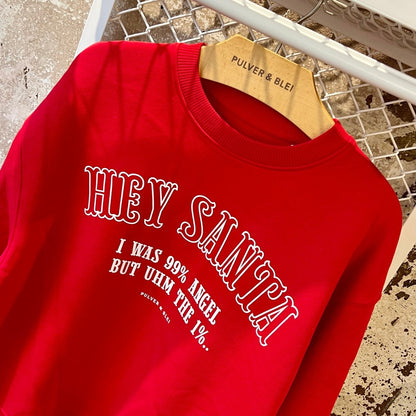 PULVER & BLEI
HEY SANTA
I WAS 99% ANGEL
BUT UHM THE 1%..
PULVER & BLEI